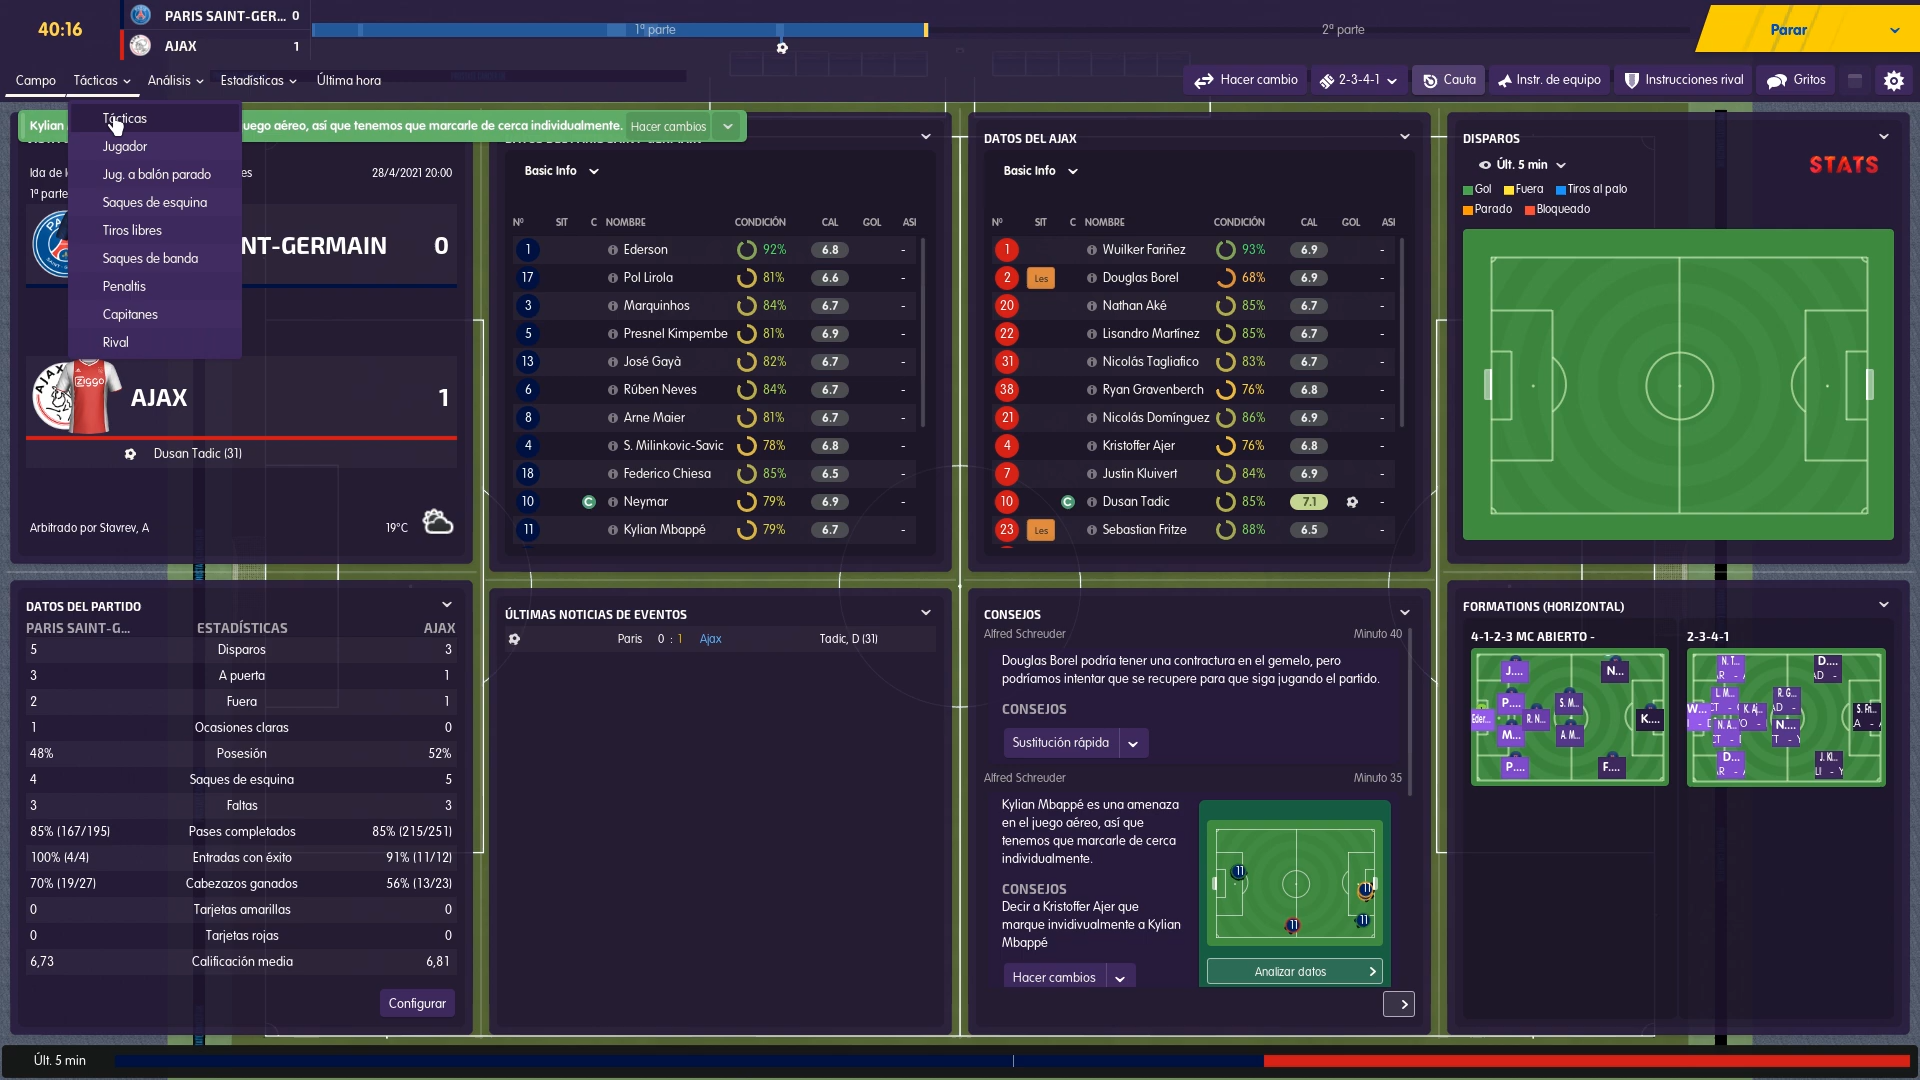 40:16
PARIS SAINT-GER... 0
AJAX 1
1ª parte
2ª parte
Parar
Campo
Tácticas
Análisis
Estadísticas
Última hora
Hacer cambio
2-3-4-1
Cauta
Instr. de equipo
Instrucciones rival
Gritos
Tácticas
Jugador
Jug. a balón parado
Saques de esquina
Tiros libres
Saques de banda
Penaltis
Capitanes
Rival
Kylian
uego aéreo, así que tenemos que marcarle de cerca individualmente. Hacer cambios
28/4/2021 20:00
1ª parte
NT-GERMAIN 0
AJAX
ZIGGO
AJAX 1
Dusan Tadic (31)
Arbitrado por Stavrev, A 19°C
Basic Info
Nº SIT C NOMBRE CONDICIÓN CAL GOL ASI
1 Ederson 92% 6.8 -
17 Pol Lirola 81% 6.6 -
3 Marquinhos 84% 6.7 -
5 Presnel Kimpembe 81% 6.9 -
13 José Gayà 82% 6.7 -
6 Rúben Neves 84% 6.7 -
8 Arne Maier 81% 6.7 -
4 S. Milinkovic-Savic 78% 6.8 -
18 Federico Chiesa 85% 6.5 -
10 C Neymar 79% 6.9 -
11 Kylian Mbappé 79% 6.7 -
DATOS DEL AJAX
Basic Info
Nº SIT C NOMBRE CONDICIÓN CAL GOL ASI
1 Wuilker Fariñez 93% 6.9 -
2 Les Douglas Borel 68% 6.9 -
20 Nathan Aké 85% 6.9 -
22 Lisandro Martínez 85% 6.7 -
31 Nicolás Tagliafico 83% 6.7 -
38 Ryan Gravenberch 76% 6.8 -
21 Nicolás Domínguez 86% 6.9 -
4 Kristoffer Ajer 76% 6.8 -
7 Justin Kluivert 84% 6.9 -
10 C Dusan Tadic 85% 7.1 -
23 Les Sebastian Fritze 88% 6.5 -
DISPAROS
Últ. 5 min
STATS
Gol Fuera Tiros al palo
Parado Bloqueado
DATOS DEL PARTIDO
PARIS SAINT-G... ESTADÍSTICAS AJAX
5 Disparos 3
3 A puerta 1
2 Fuera 1
1 Ocasiones claras 0
48% Posesión 52%
4 Saques de esquina 5
3 Faltas 3
85% (167/195) Pases completados 85% (215/251)
100% (4/4) Entradas con éxito 91% (11/12)
70% (19/27) Cabezazos ganados 56% (13/23)
0 Tarjetas amarillas 0
0 Tarjetas rojas 0
6,73 Calificación media 6,81
Configurar
ÚLTIMAS NOTICIAS DE EVENTOS
Paris 0 : 1 Ajax Tadic, D (31)
CONSEJOS
Alfred Schreuder Minuto 40
Douglas Borel podría tener una contractura en el gemelo, pero
podríamos intentar que se recupere para que siga jugando el partido.
CONSEJOS
Sustitución rápida
Alfred Schreuder Minuto 35
Kylian Mbappé es una amenaza
en el juego aéreo, así que
tenemos que marcarle de cerca
individualmente.
CONSEJOS
Decir a Kristoffer Ajer que
marque invidivualmente a Kylian
Mbappé
Hacer cambios
11
11
11
11
Analizar datos
FORMATIONS (HORIZONTAL)
4-1-2-3 MC ABIERTO -
J....
N...
P....
S. M...
Eder...
R. N...
K....
M...
A. M...
P....
F....
2-3-4-1
N. T...
D....
L. M...
R. G...
W...
K. Aj...
S. Fri...
N. A...
N....
D...
J. Kl...
Últ. 5 min